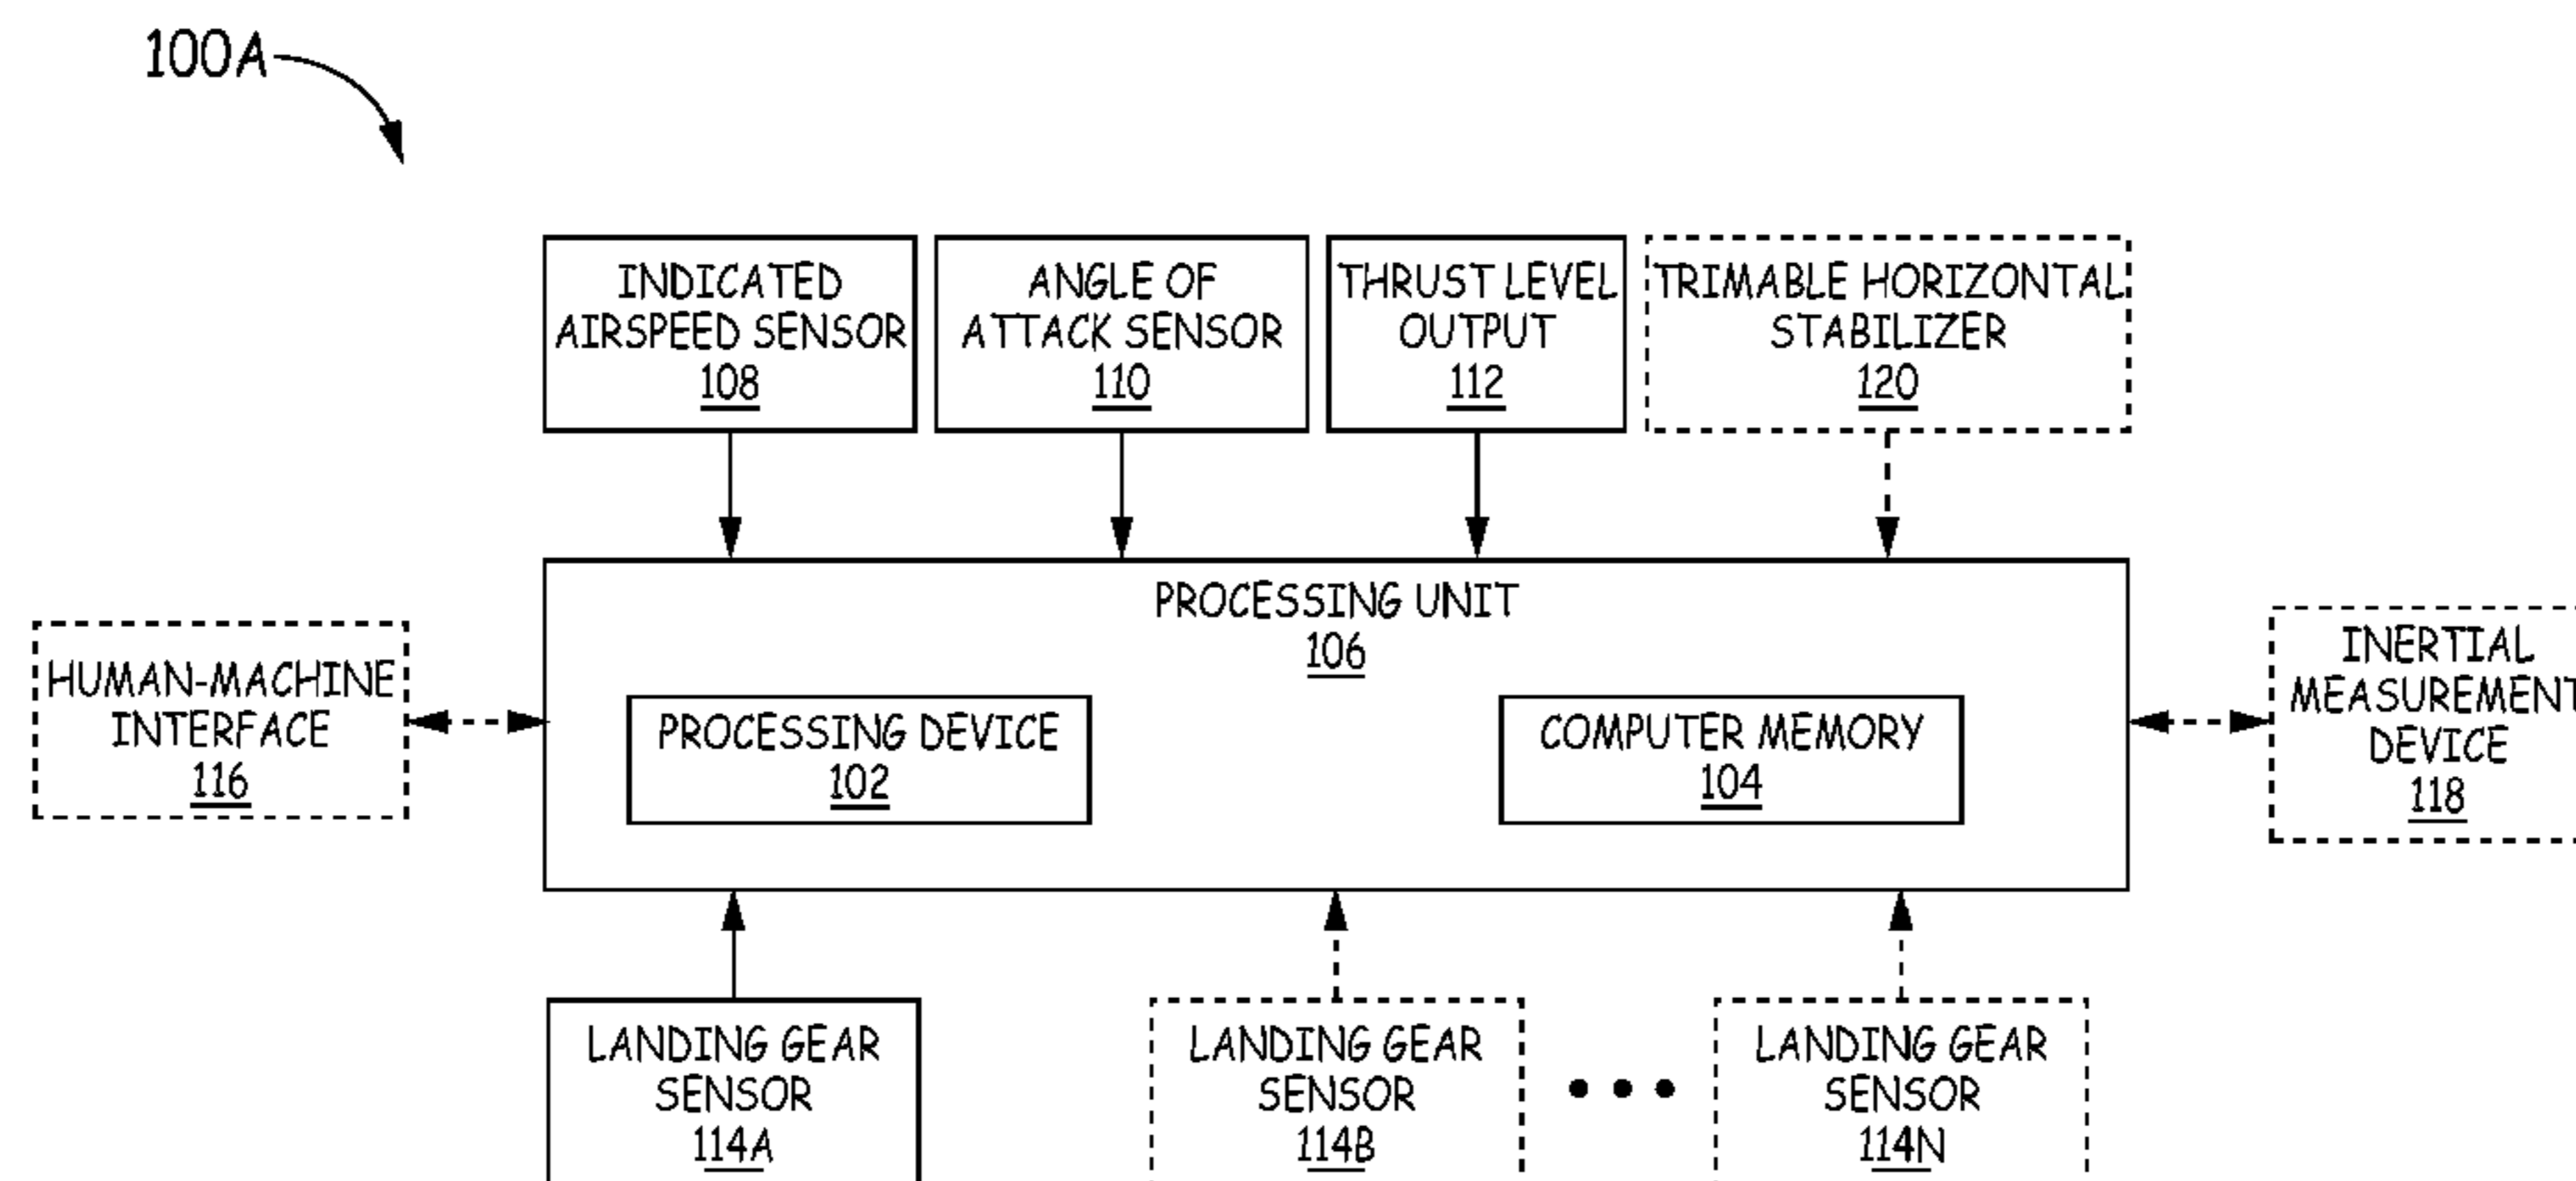 100A
INDICATED
AIRSPEED SENSOR
108
ANGLE OF
ATTACK SENSOR
110
THRUST LEVEL
OUTPUT
112
TRIMABLE HORIZONTAL
STABILIZER
120
PROCESSING UNIT
106
HUMAN-MACHINE
INTERFACE
116
PROCESSING DEVICE
102
COMPUTER MEMORY
104
INERTIAL
MEASUREMENT
DEVICE
118
LANDING GEAR
SENSOR
114A
LANDING GEAR
SENSOR
114B
LANDING GEAR
SENSOR
114N